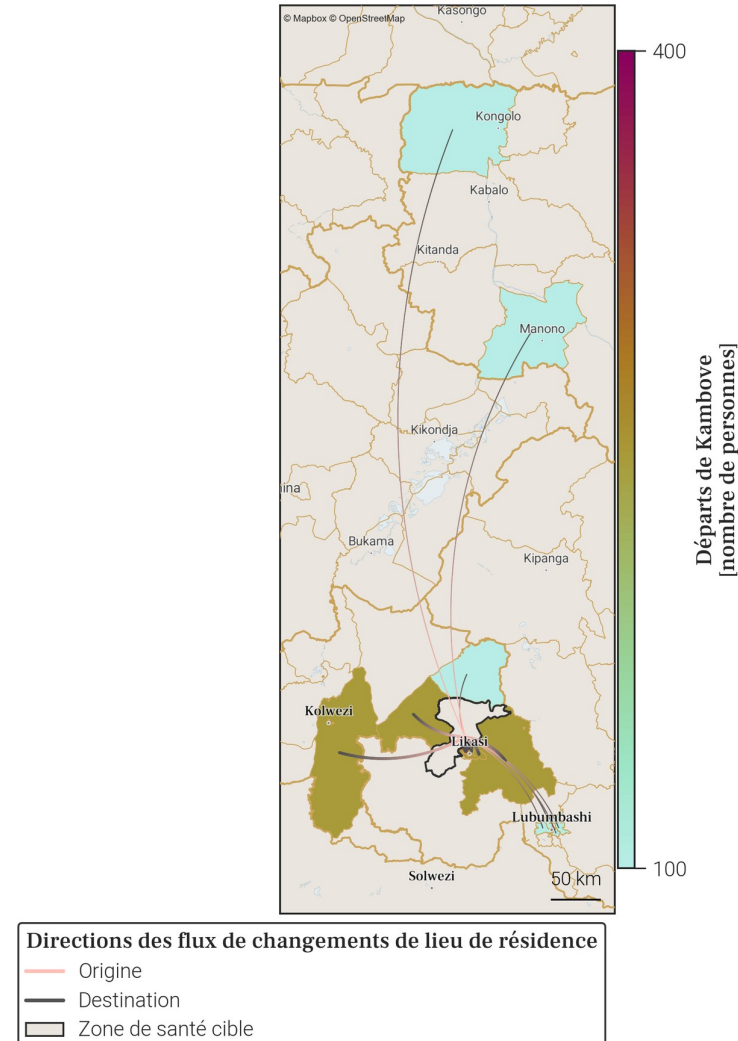 © Mapbox © OpenStreetMap
Kasongo
400
Kongolo
Kabalo
Kitanda
Manono
Départs de Kambove
[nombre de personnes]
Kikondja
ina
Bukama
Kipanga
Kolwezi
Likasi
Lubumbashi
Solwezi
50 km
100
Directions des flux de changements de lieu de résidence
Origine
Destination
Zone de santé cible